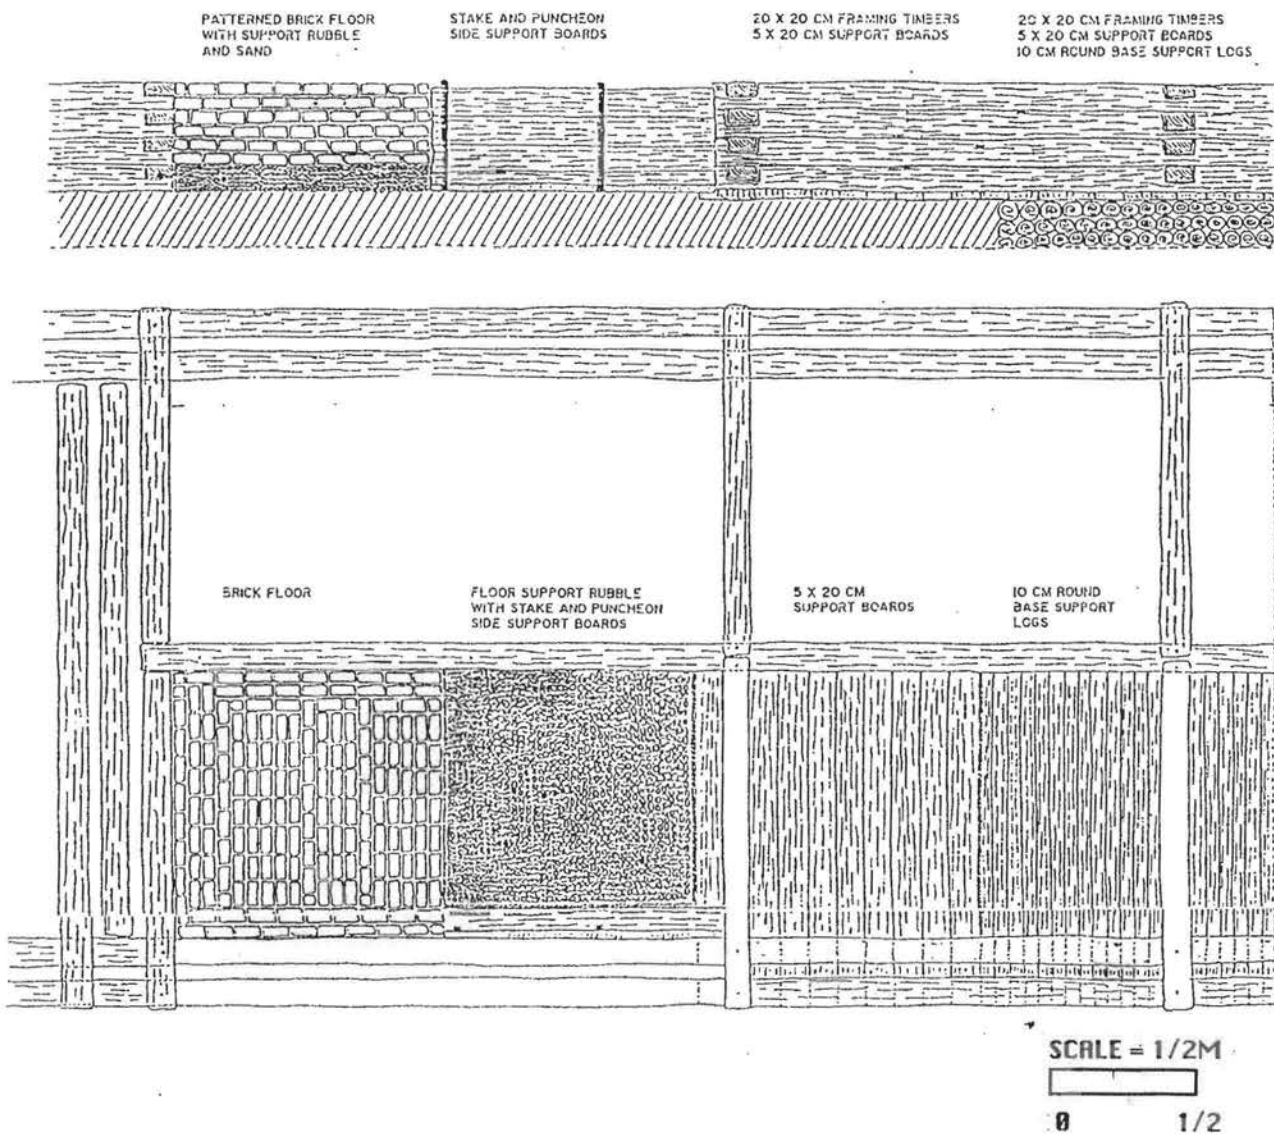 PATTERNED BRICK FLOOR
WITH SUPPORT RUBBLE
AND SAND
STAKE AND PUNCHEON
SIDE SUPPORT BOARDS
20 X 20 CM FRAMING TIMBERS
5 X 20 CM SUPPORT BOARDS
20 X 20 CM FRAMING TIMBERS
5 X 20 CM SUPPORT BOARDS
10 CM ROUND BASE SUPPORT LOGS
BRICK FLOOR
FLOOR SUPPORT RUBBLE
WITH STAKE AND PUNCHEON
SIDE SUPPORT BOARDS
5 X 20 CM
SUPPORT BOARDS
10 CM ROUND
BASE SUPPORT
LOGS
SCALE = 1/2M
0 1/2